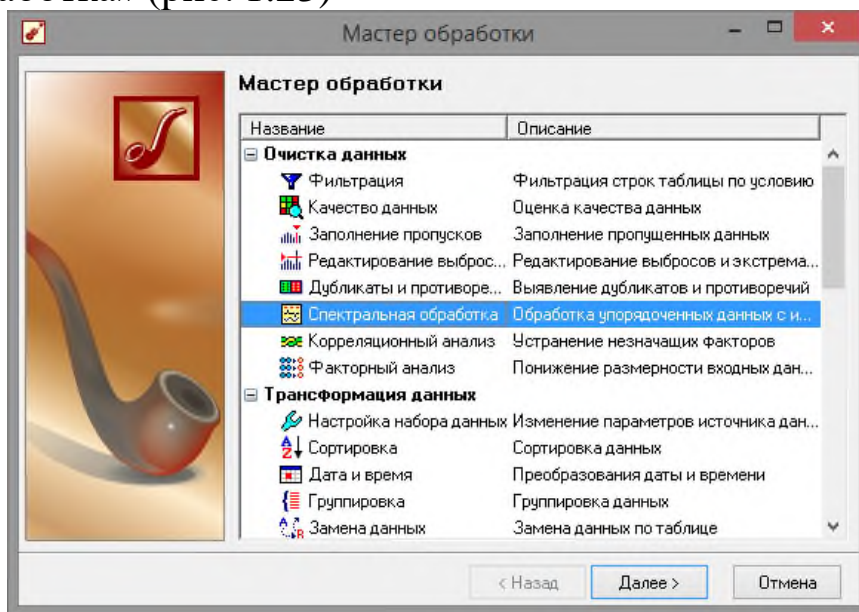 Мастер обработки
Мастер обработки
Название Описание
Очистка данных
Фильтрация Фильтрация строк таблицы по условию
Качество данных Оценка качества данных
Заполнение пропусков Заполнение пропущенных данных
Редактирование выброс... Редактирование выбросов и экстрема...
Дубликаты и противоре... Выявление дубликатов и противоречий
Спектральная обработка Обработка упорядоченных данных с и...
Корреляционный анализ Устранение незначащих факторов
Факторный анализ Понижение размерности входных дан...
Трансформация данных
Настройка набора данных Изменение параметров источника дан...
Сортировка Сортировка данных
Дата и время Преобразования даты и времени
Группировка Группировка данных
Замена данных Замена данных по таблице
< Назад Далее > Отмена